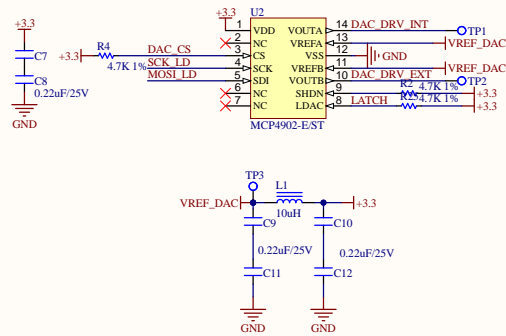 +3.3
U2
1
VDD
VOUTA
14
DAC_DRV_INT
TP1
2
NC
VREFA
13
VREF_DAC
C7
+3.3
R4
4.7K 1%
DAC_CS
3
CS
VSS
12
GND
SCK_LD
4
SCK
VREFB
11
VREF_DAC
MOSI_LD
5
SDI
VOUTB
10
DAC_DRV_EXT
TP2
C8
0.22uF/25V
6
NC
SHDN
9
R2
4.7K 1%
+3.3
7
NC
LDAC
8
LATCH
4.7K 1%
+3.3
GND
MCP4902-E/ST
TP3
L1
VREF_DAC
10uH
+3.3
C9
C10
0.22uF/25V
0.22uF/25V
C11
C12
GND
GND